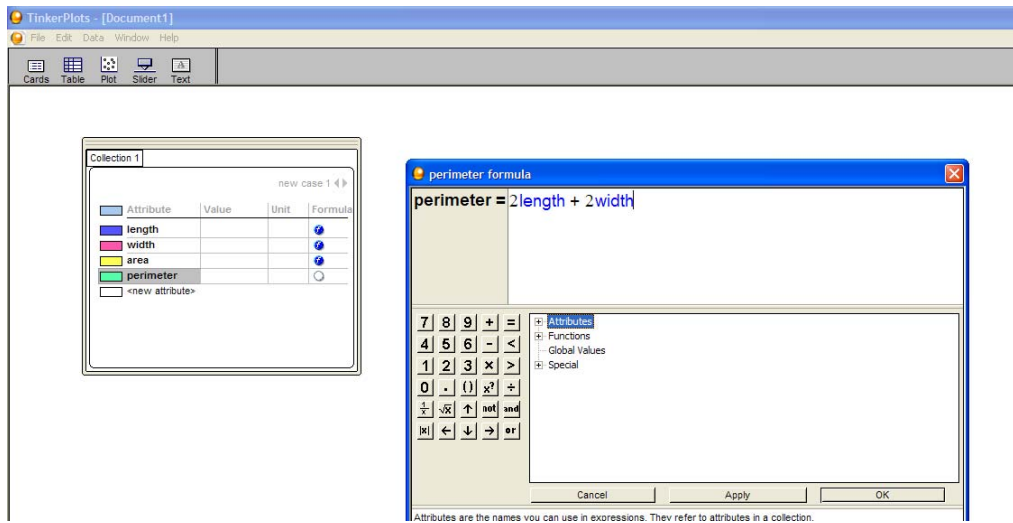 TinkerPlots - [Document1]
File Edit Data Window Help
Cards Table Plot Slider Text
Collection 1
new case 1
Attribute Value Unit Formula
length
width
area
perimeter
<new attribute>
perimeter formula
perimeter = 2length + 2width
7 8 9 + =
4 5 6 - <
1 2 3 × >
0 . () x? ÷
1/x √x ↑ not and
|x| ← ↓ → or
Attributes
Functions
Global Values
Special
Cancel Apply OK
Attributes are the names you can use in expressions. They refer to attributes in a collection.